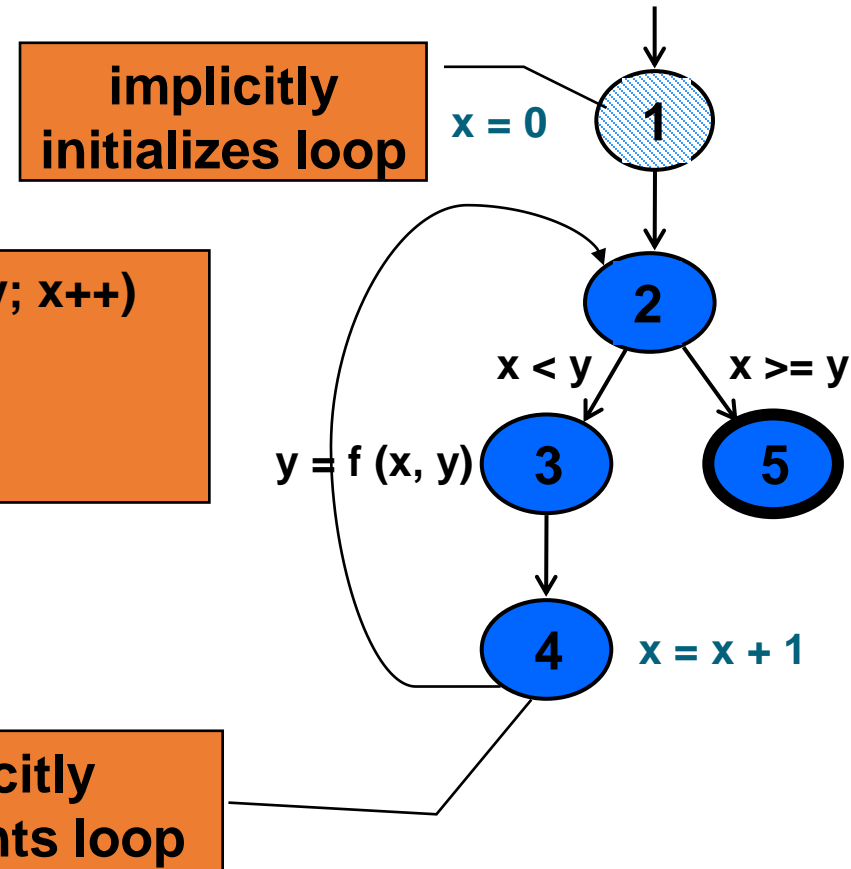 implicitly
initializes loop
x = 0
1
; x++)
2
x < y
x >= y
y = f (x, y)
3
5
4
x = x + 1
citly
nts loop